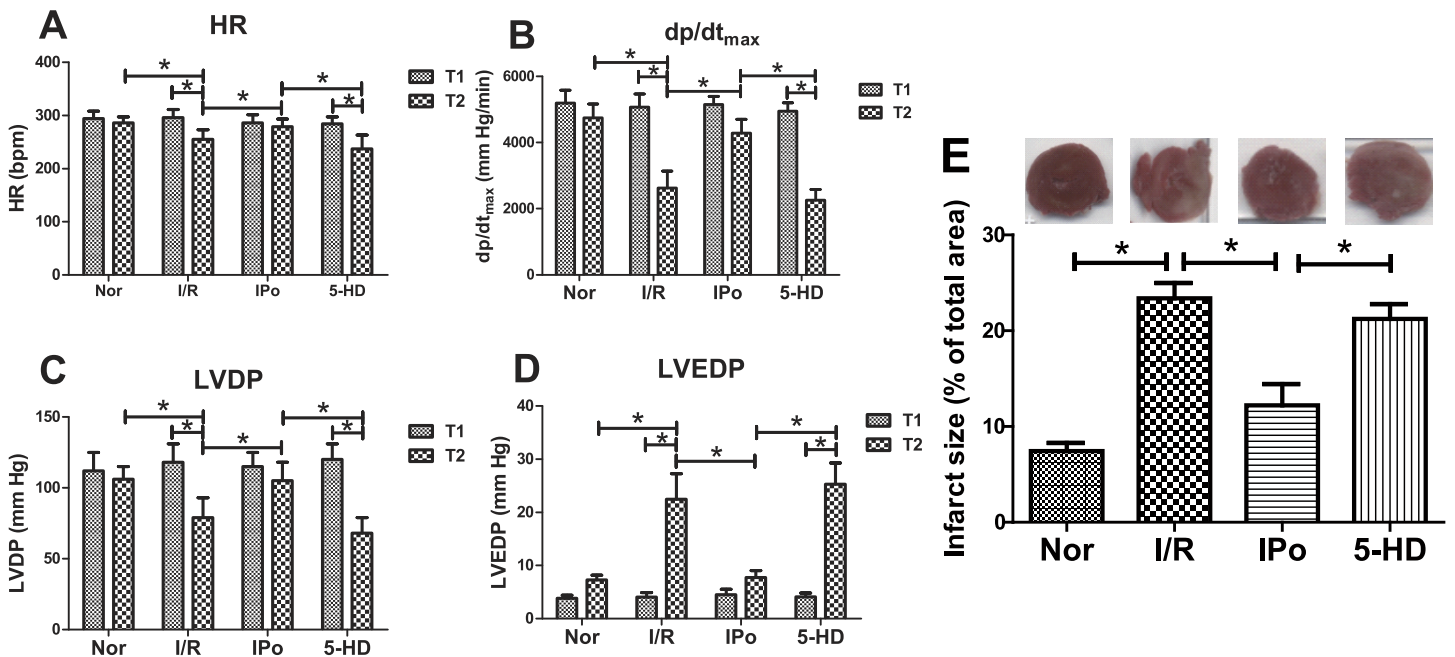 A
HR
HR (bpm)
400
300
200
100
0
* * * * *
Nor I/R IPo 5-HD
T1
T2
B
dp/dtmax
dp/dtmax (mm Hg/min)
6000
4000
2000
0
* * * * *
Nor I/R IPo 5-HD
T1
T2
C
LVDP
LVDP (mm Hg)
150
100
50
0
* * * * *
Nor I/R IPo 5-HD
T1
T2
D
LVEDP
LVEDP (mm Hg)
40
30
20
10
0
* * * * *
Nor I/R IPo 5-HD
T1
T2
E
Infarct size (% of total area)
30
20
10
0
* * *
Nor I/R IPo 5-HD